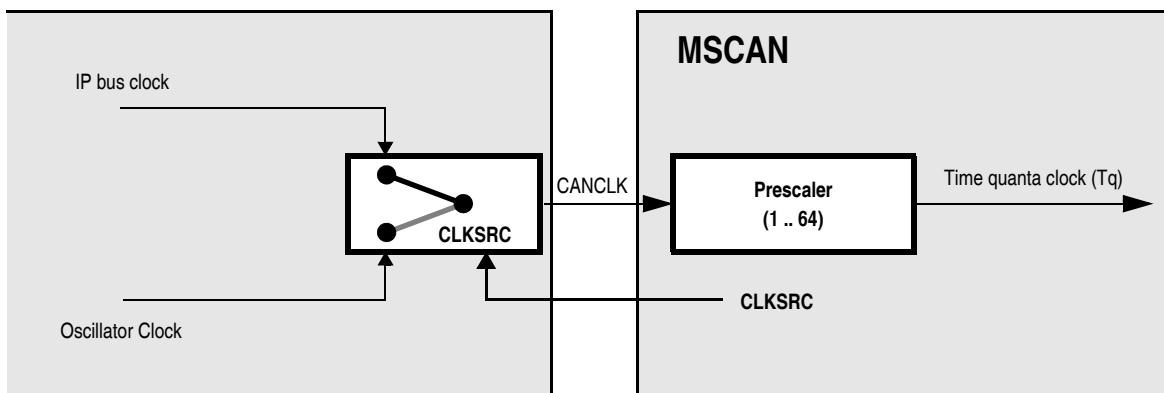 MSCAN
IP bus clock
CANCLK
Prescaler
(1 .. 64)
Time quanta clock (Tq)
CLKSRC
CLKSRC
Oscillator Clock